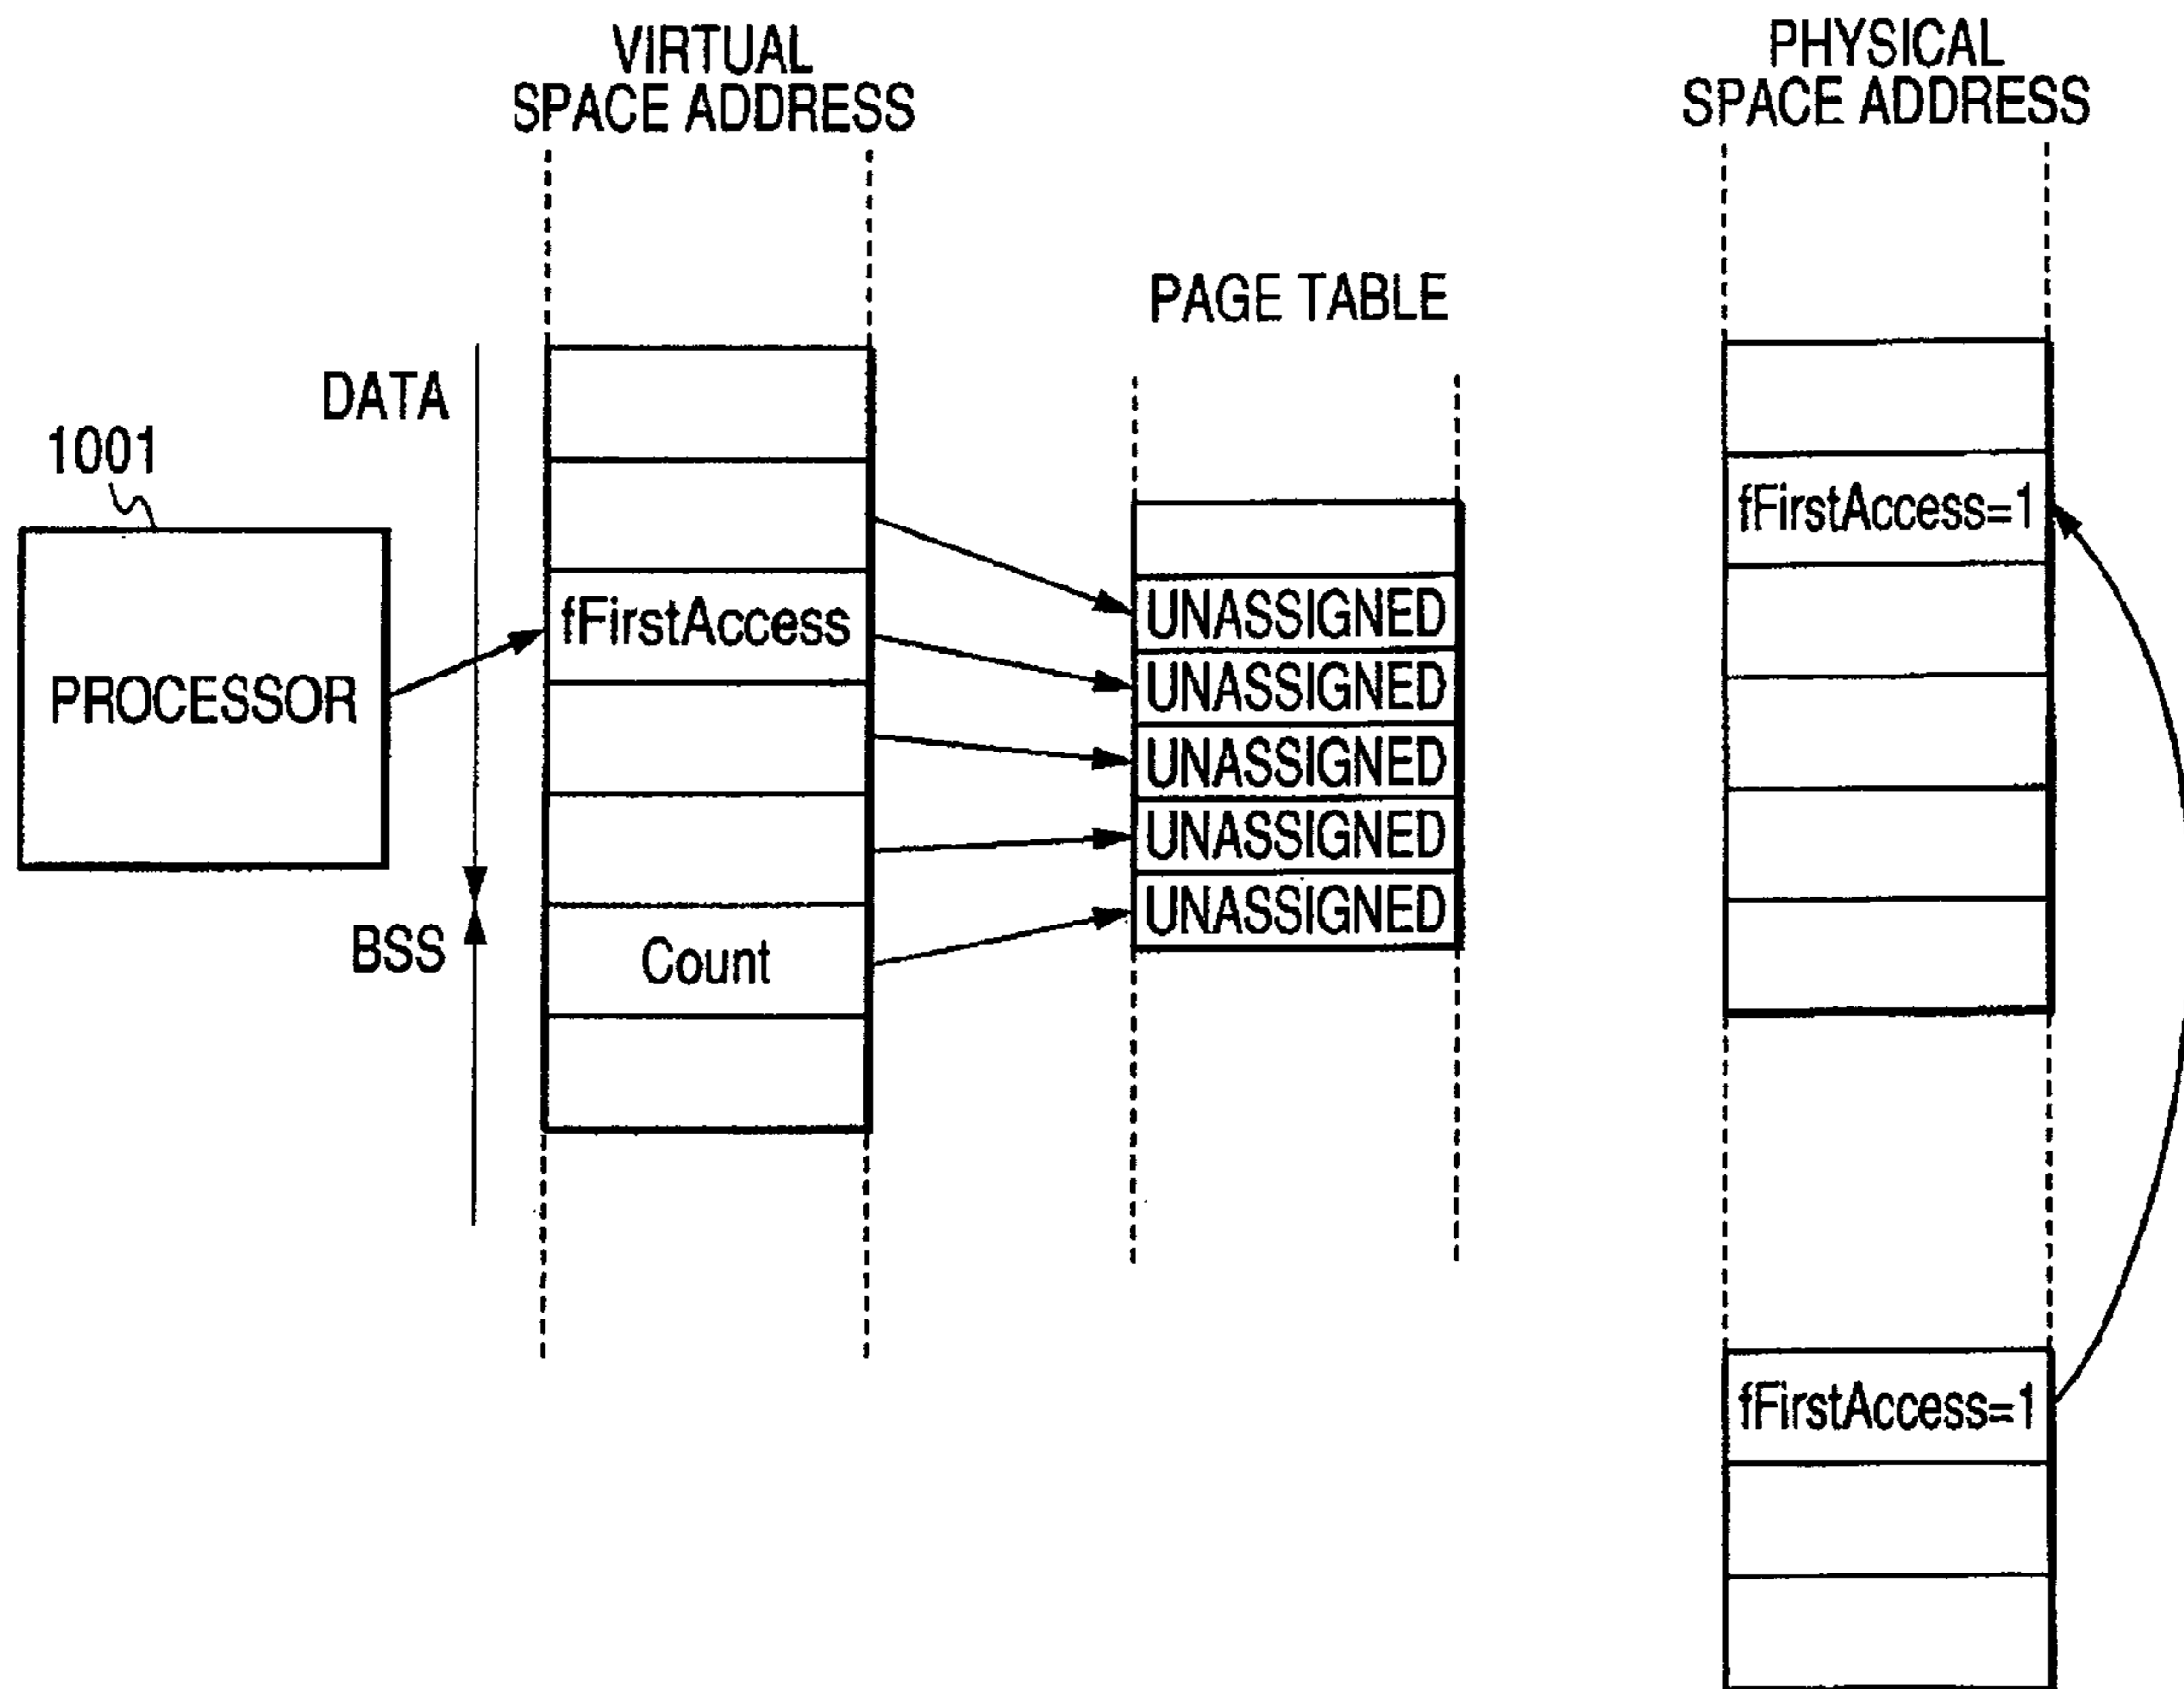 VIRTUAL
SPACE ADDRESS
PHYSICAL
SPACE ADDRESS
PAGE TABLE
DATA
1001
PROCESSOR
fFirstAccess
BSS
Count
UNASSIGNED
UNASSIGNED
UNASSIGNED
UNASSIGNED
UNASSIGNED
fFirstAccess=1
fFirstAccess=1